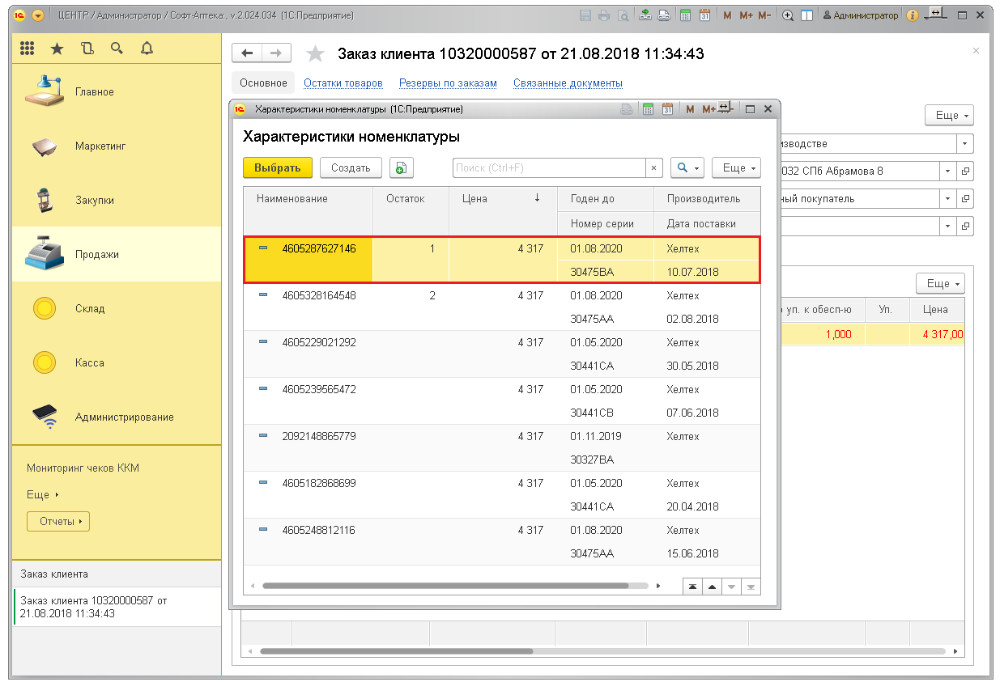 ЦЕНТР / Администратор / Софт-Аптека:, v.2.024.034 (1С:Предприятие)
M M+ M- Администратор
Главное
Маркетинг
Закупки
Продажи
Склад
Касса
Администрирование
Мониторинг чеков ККМ
Еще
Отчеты
Заказ клиента
Заказ клиента 10320000587 от
21.08.2018 11:34:43
Заказ клиента 10320000587 от 21.08.2018 11:34:43
Основное Остатки товаров Резервы по заказам Связанные документы
Еще
зводстве
032 СПб Абрамова 8
ный покупатель
Еще
уп. к обесп-ю Уп. Цена
1,000 4 317,00
Характеристики номенклатуры (1С:Предприятие)
31 M M+
Характеристики номенклатуры
Выбрать Создать Поиск (Ctrl+F) × Еще
Наименование Остаток Цена ↓ Годен до Производитель
Номер серии Дата поставки
4605287627146 1 4 317 01.08.2020 Хелтех
30475BA 10.07.2018
4605328164548 2 4 317 01.08.2020 Хелтех
30475AA 02.08.2018
4605229021292 4 317 01.05.2020 Хелтех
30441CA 30.05.2018
4605239565472 4 317 01.05.2020 Хелтех
30441CB 07.06.2018
2092148865779 4 317 01.11.2019 Хелтех
30327BA
4605182868699 4 317 01.05.2020 Хелтех
30441CA 20.04.2018
4605248812116 4 317 01.08.2020 Хелтех
30475AA 15.06.2018